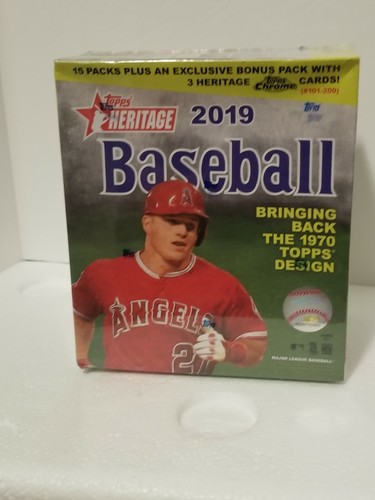 15 PACKS PLUS AN EXCLUSIVE BONUS PACK WITH
3 HERITAGE Topps Chrome CARDS!
(#101-200)
Topps
HERITAGE 2019
Topps
Baseball
BRINGING
BACK
THE 1970
TOPPS®
DESIGN
A
ANGELS
2
MAJOR LEAGUE BASEBALL